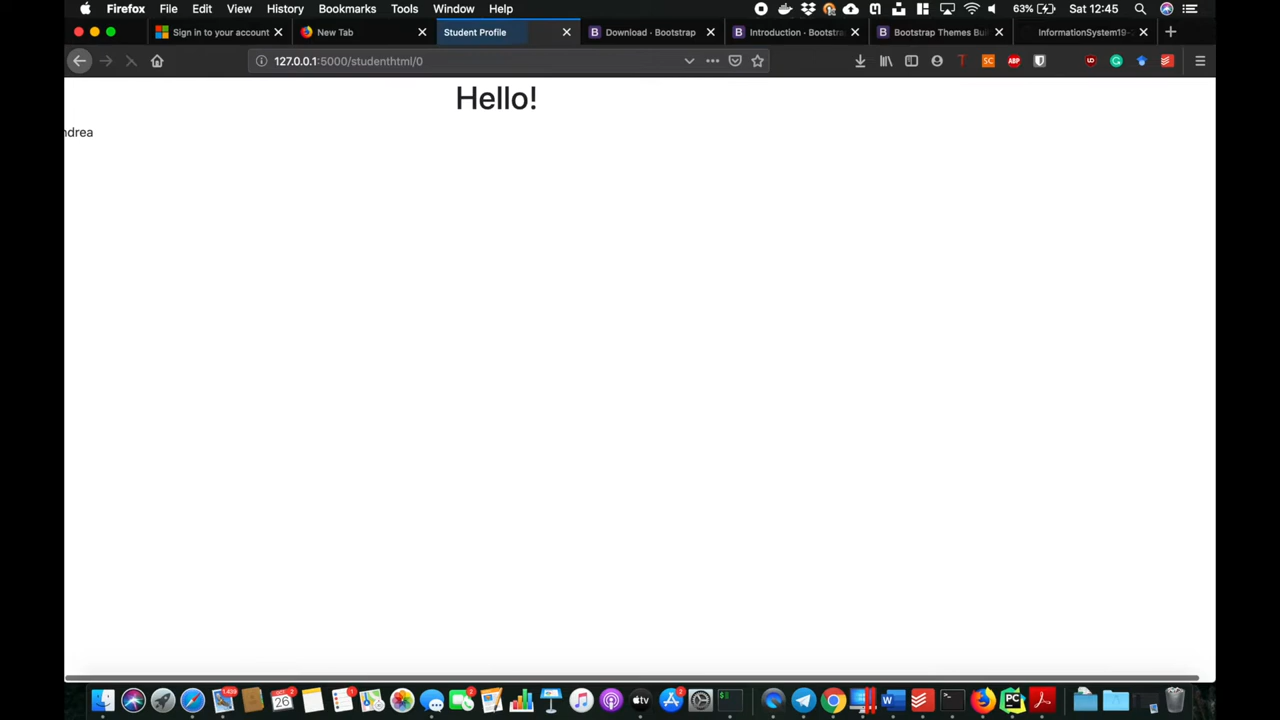 Firefox File Edit View History Bookmarks Tools Window Help 63% Sat 12:45
Sign in to your account New Tab Student Profile Download · Bootstrap Introduction · Bootstra Bootstrap Themes Bui InformationSystem19-
127.0.0.1:5000/studenthtml/0
Hello!
ndrea